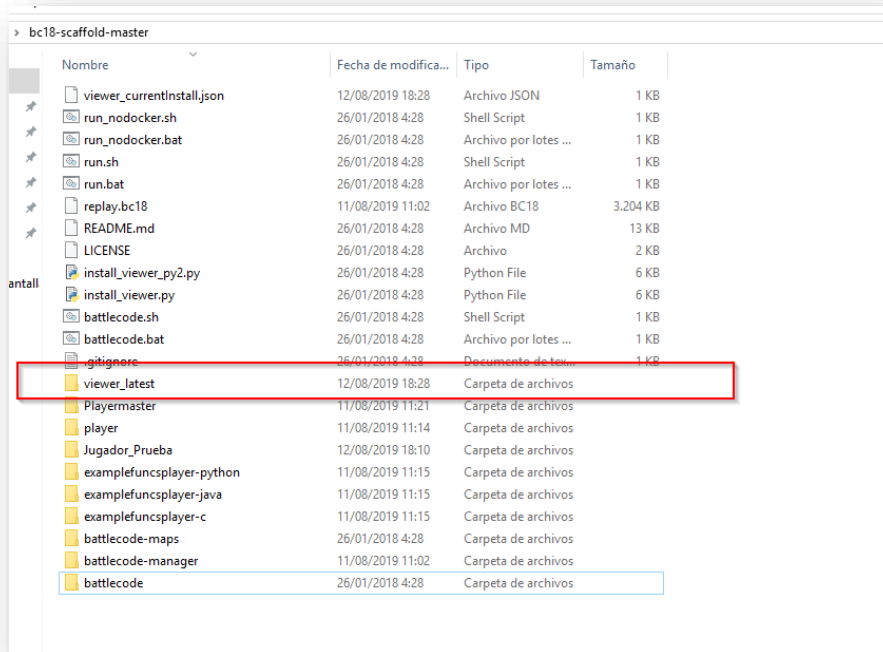 > bc18-scaffold-master
Nombre Fecha de modifica... Tipo Tamaño
viewer_currentInstall.json 12/08/2019 18:28 Archivo JSON 1 KB
run_nodocker.sh 26/01/2018 4:28 Shell Script 1 KB
run_nodocker.bat 26/01/2018 4:28 Archivo por lotes ... 1 KB
run.sh 26/01/2018 4:28 Shell Script 1 KB
run.bat 26/01/2018 4:28 Archivo por lotes ... 1 KB
replay.bc18 11/08/2019 11:02 Archivo BC18 3.204 KB
README.md 26/01/2018 4:28 Archivo MD 13 KB
LICENSE 26/01/2018 4:28 Archivo 2 KB
install_viewer_py2.py 26/01/2018 4:28 Python File 6 KB
antall
install_viewer.py 26/01/2018 4:28 Python File 6 KB
battlecode.sh 26/01/2018 4:28 Shell Script 1 KB
battlecode.bat 26/01/2018 4:28 Archivo por lotes ... 1 KB
.gitignore 26/01/2018 4:28 Documento de tex... 1 KB
viewer_latest 12/08/2019 18:28 Carpeta de archivos
Playermaster 11/08/2019 11:21 Carpeta de archivos
player 11/08/2019 11:14 Carpeta de archivos
Jugador_Prueba 12/08/2019 18:10 Carpeta de archivos
examplefuncsplayer-python 11/08/2019 11:15 Carpeta de archivos
examplefuncsplayer-java 11/08/2019 11:15 Carpeta de archivos
examplefuncsplayer-c 11/08/2019 11:15 Carpeta de archivos
battlecode-maps 26/01/2018 4:28 Carpeta de archivos
battlecode-manager 11/08/2019 11:02 Carpeta de archivos
battlecode 26/01/2018 4:28 Carpeta de archivos